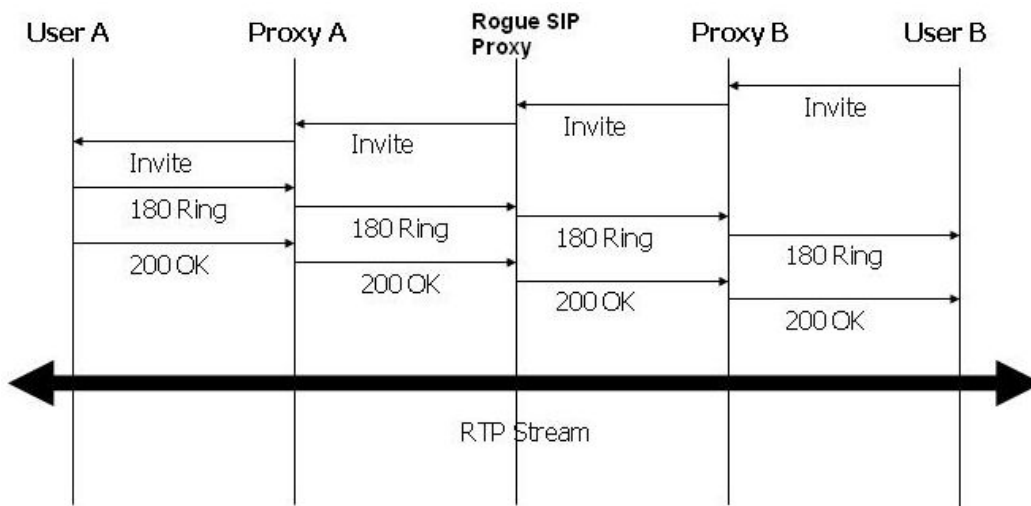 User A
Proxy A
Rogue SIP
Proxy
Proxy B
User B
Invite
Invite
Invite
Invite
180 Ring
180 Ring
180 Ring
180 Ring
200 OK
200 OK
200 OK
200 OK
RTP Stream